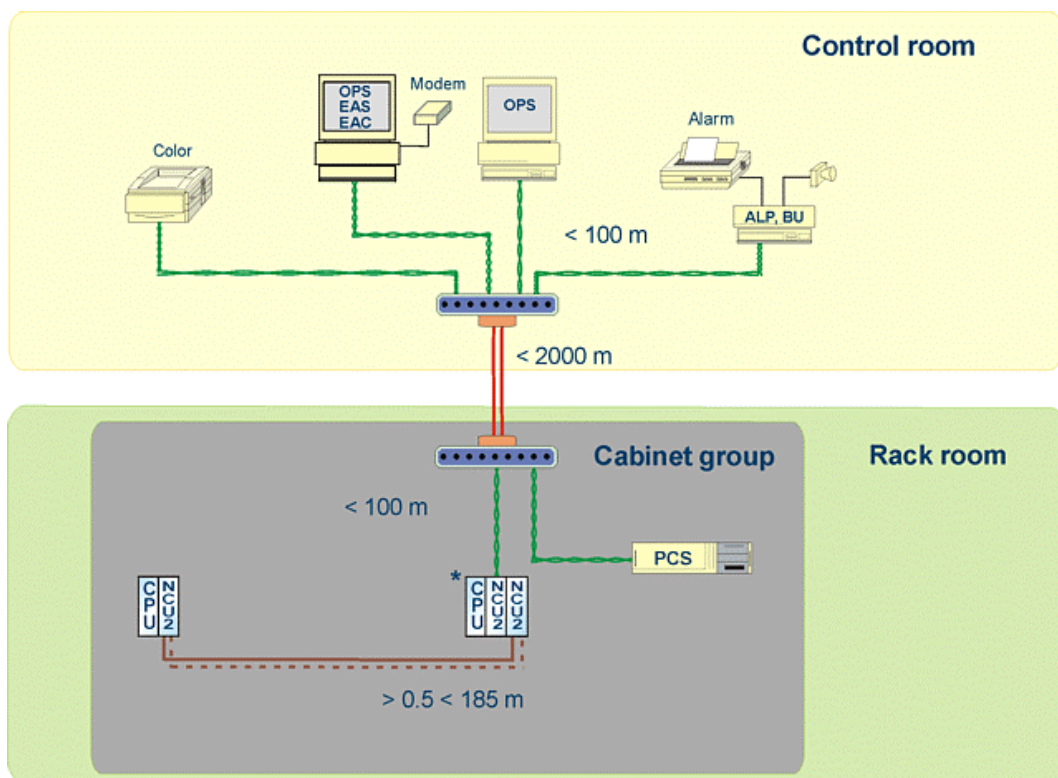 Control room
Modem
OPS
EAS
EAC
OPS
Alarm
Color
ALP, BU
< 100 m
< 2000 m
Cabinet group
Rack room
< 100 m
PCS
*
CPU
NCU2
CPU
NCU2
NCU2
> 0.5 < 185 m